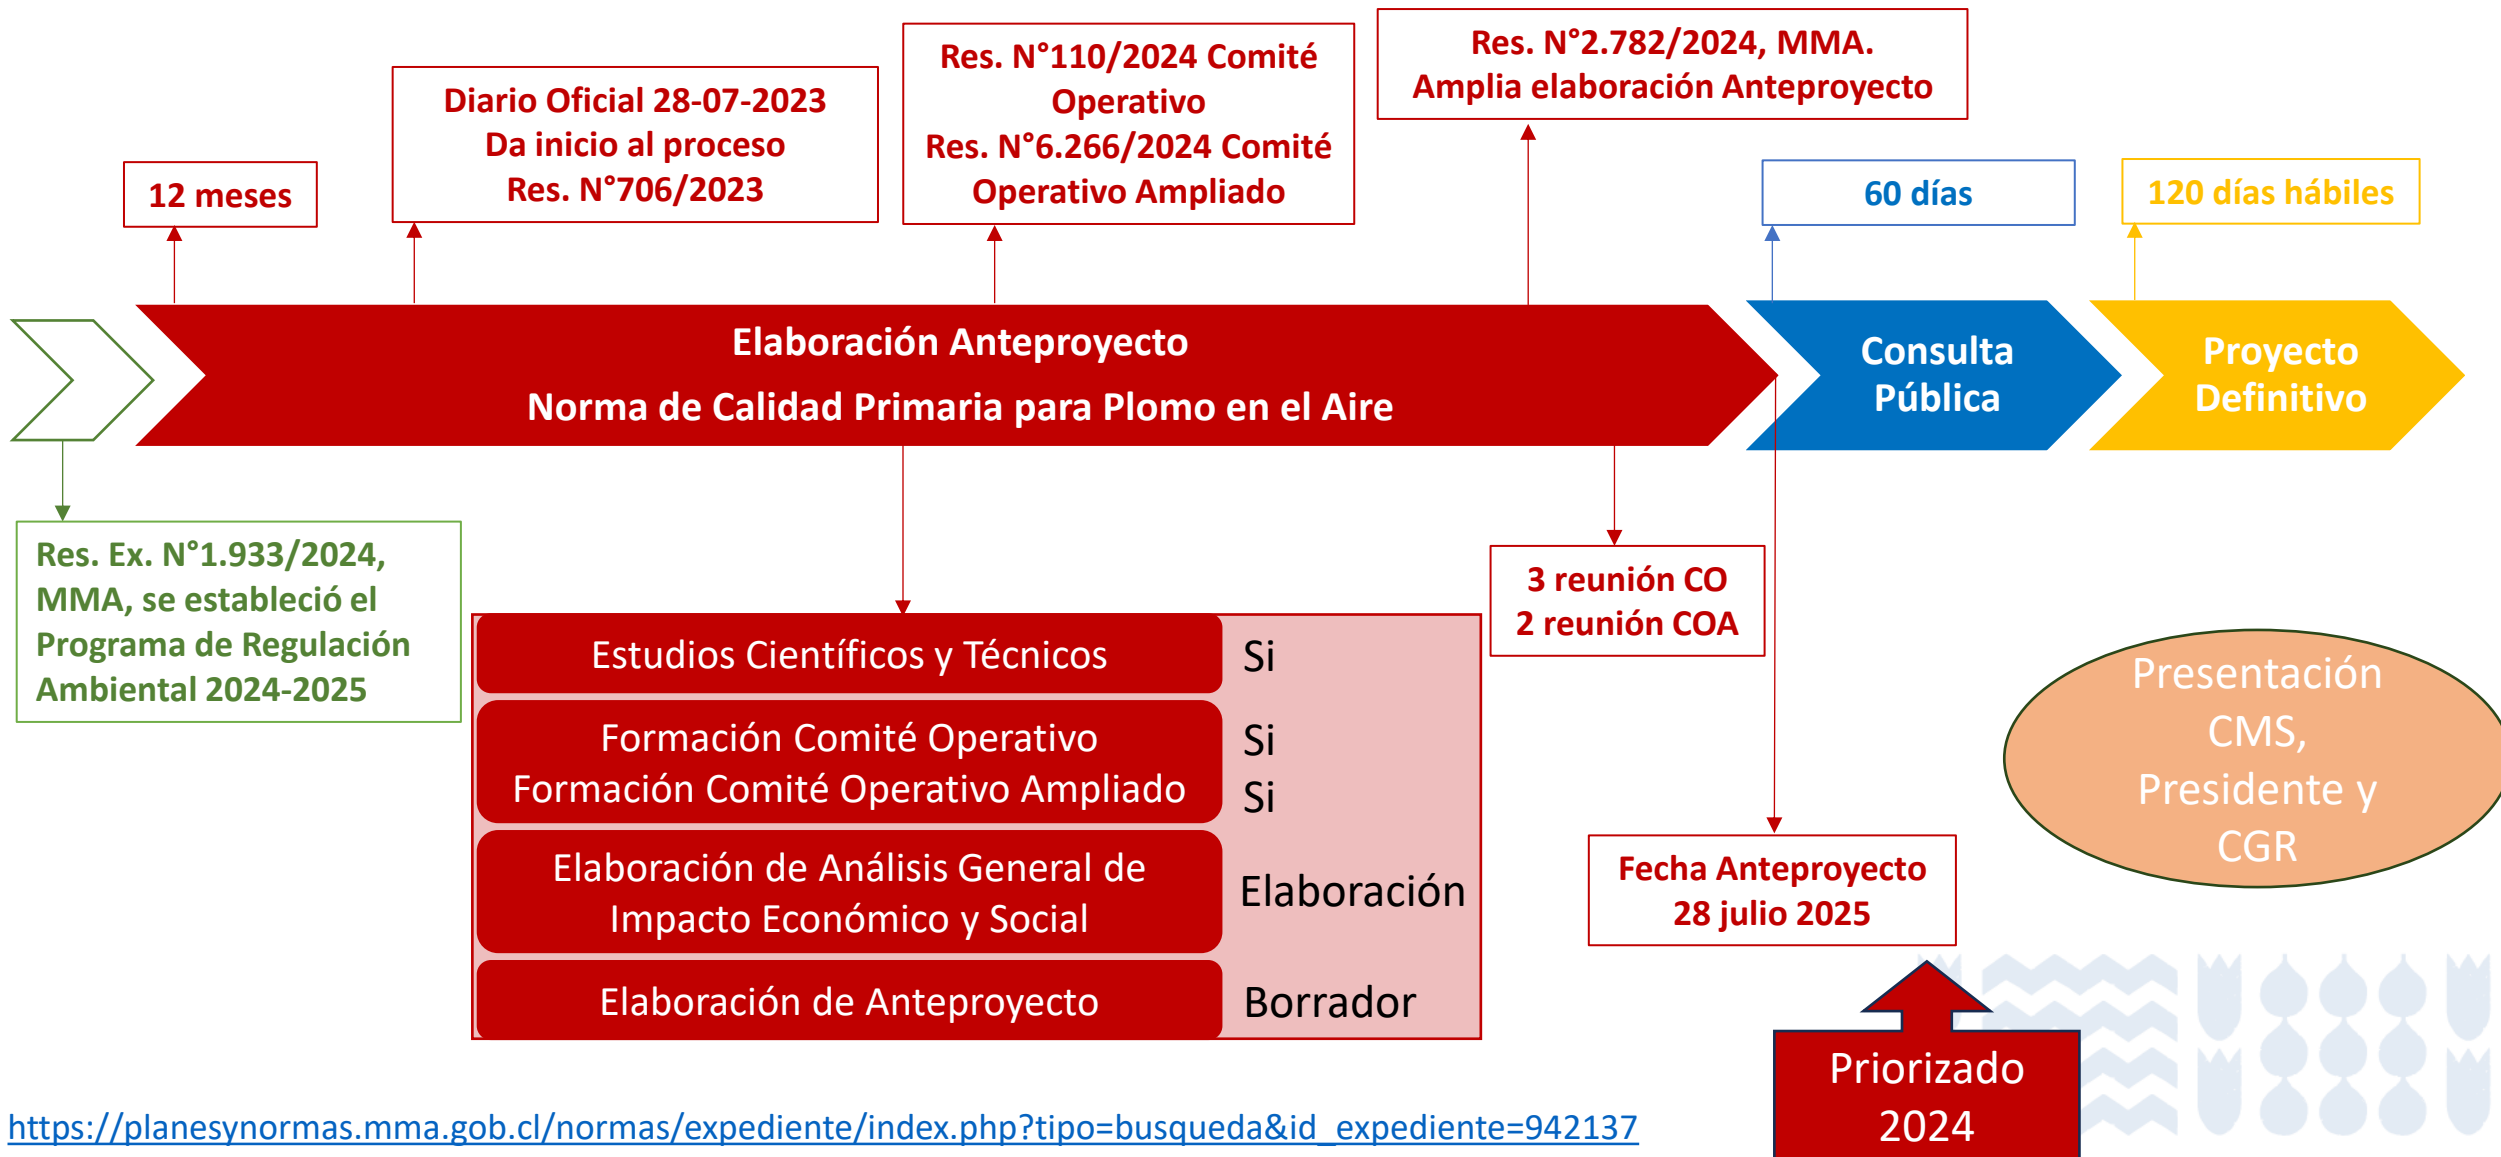 12 meses
Diario Oficial 28-07-2023
Da inicio al proceso
Res. N°706/2023
Res. N°110/2024 Comité
Operativo
Res. N°6.266/2024 Comité
Operativo Ampliado
Res. N°2.782/2024, MMA.
Amplia elaboración Anteproyecto
60 días
120 días hábiles
Elaboración Anteproyecto
Norma de Calidad Primaria para Plomo en el Aire
Consulta
Pública
Proyecto
Definitivo
Res. Ex. N°1.933/2024,
MMA, se estableció el
Programa de Regulación
Ambiental 2024-2025
Estudios Científicos y Técnicos Si
Formación Comité Operativo Si
Formación Comité Operativo Ampliado Si
Elaboración de Análisis General de
Impacto Económico y Social
Elaboración
Elaboración de Anteproyecto Borrador
3 reunión CO
2 reunión COA
Fecha Anteproyecto
28 julio 2025
Presentación
CMS,
Presidente y
CGR
Priorizado
2024
https://planesynormas.mma.gob.cl/normas/expediente/index.php?tipo=busqueda&id_expediente=942137